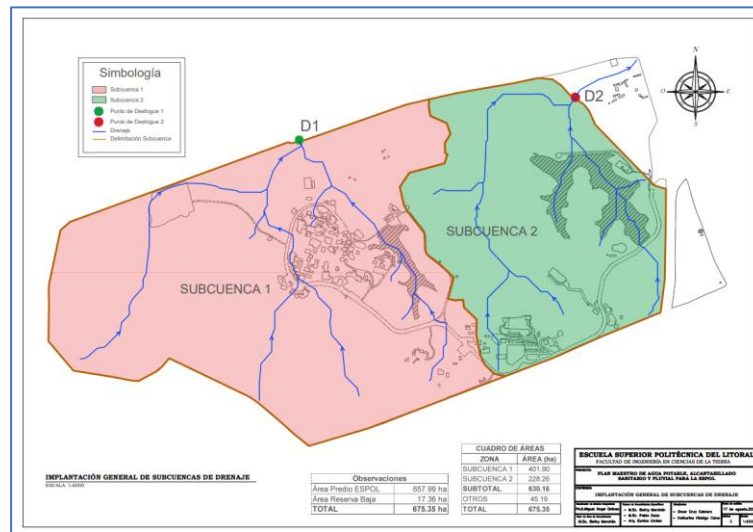 Simbología
Subcuenca 1
Subcuenca 2
Punto de Desfogue 1
Punto de Desfogue 2
Drenaje
Delimitación Subcuenca
D1
D2
N
O
E
S
SUBCUENCA 1
SUBCUENCA 2
IMPLANTACIÓN GENERAL DE SUBCUENCAS DE DRENAJE
ESCALA:
Observaciones
Área Predio ESPOL 657.99 ha
Área Reserva Baja 17.36 ha
TOTAL 675.35 ha
CUADRO DE ÁREAS
ZONA ÁREA (ha)
SUBCUENCA 1 401.90
SUBCUENCA 2 228.26
SUBTOTAL 630.16
OTROS 45.19
TOTAL 675.35
ESCUELA SUPERIOR POLITÉCNICA DEL LITORAL
FACULTAD DE INGENIERÍA EN CIENCIAS DE LA TIERRA
PLAN MAESTRO DE AGUA POTABLE, ALCANTARILLADO
SANITARIO Y PLUVIAL PARA LA ESPOL
IMPLANTACIÓN GENERAL DE SUBCUENCAS DE DRENAJE